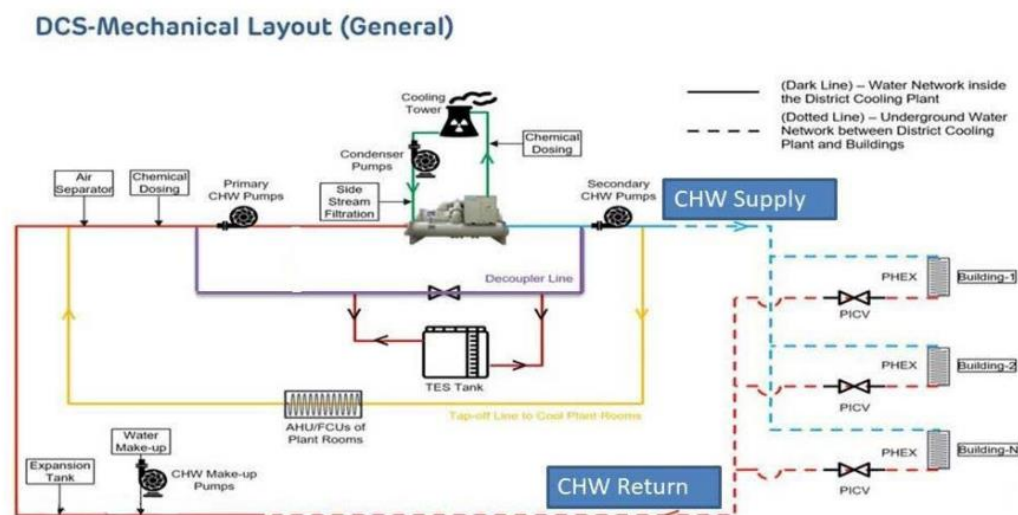 DCS-Mechanical Layout (General)
(Dark Line) – Water Network inside
the District Cooling Plant
(Dotted Line) – Underground Water
Network between District Cooling
Plant and Buildings
Cooling
Tower
Chemical
Dosing
Condenser
Pumps
Air
Separator
Chemical
Dosing
Primary
CHW Pumps
Side
Stream
Filtration
Secondary
CHW Pumps
CHW Supply
Decoupler Line
PHEX
Building-1
PICV
TES Tank
PHEX
Building-2
PICV
AHU/FCUs of
Plant Rooms
Tap-off Line to Cool Plant Rooms
Water
Make-up
PHEX
Building-N
PICV
Expansion
Tank
CHW Make-up
Pumps
CHW Return